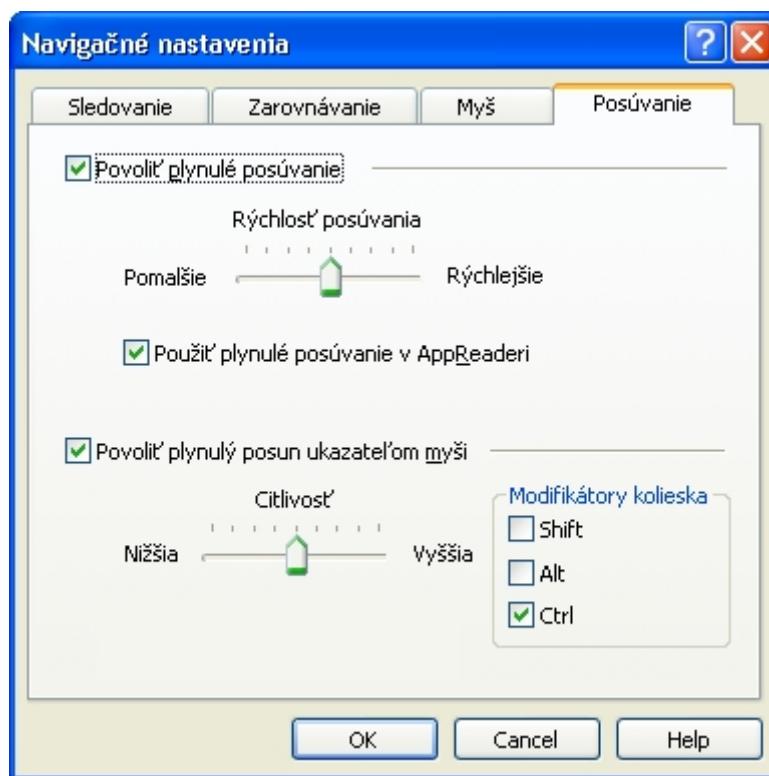 Navigačné nastavenia
Sledovanie Zarovnávanie Myš Posúvanie
Povoliť plynulé posúvanie
Rýchlosť posúvania
Pomalšie Rýchlejšie
Použiť plynulé posúvanie v AppReaderi
Povoliť plynulý posun ukazateľom myši
Citlivosť
Nižšia Vyššia
Modifikátory kolieska
Shift
Alt
Ctrl
OK Cancel Help